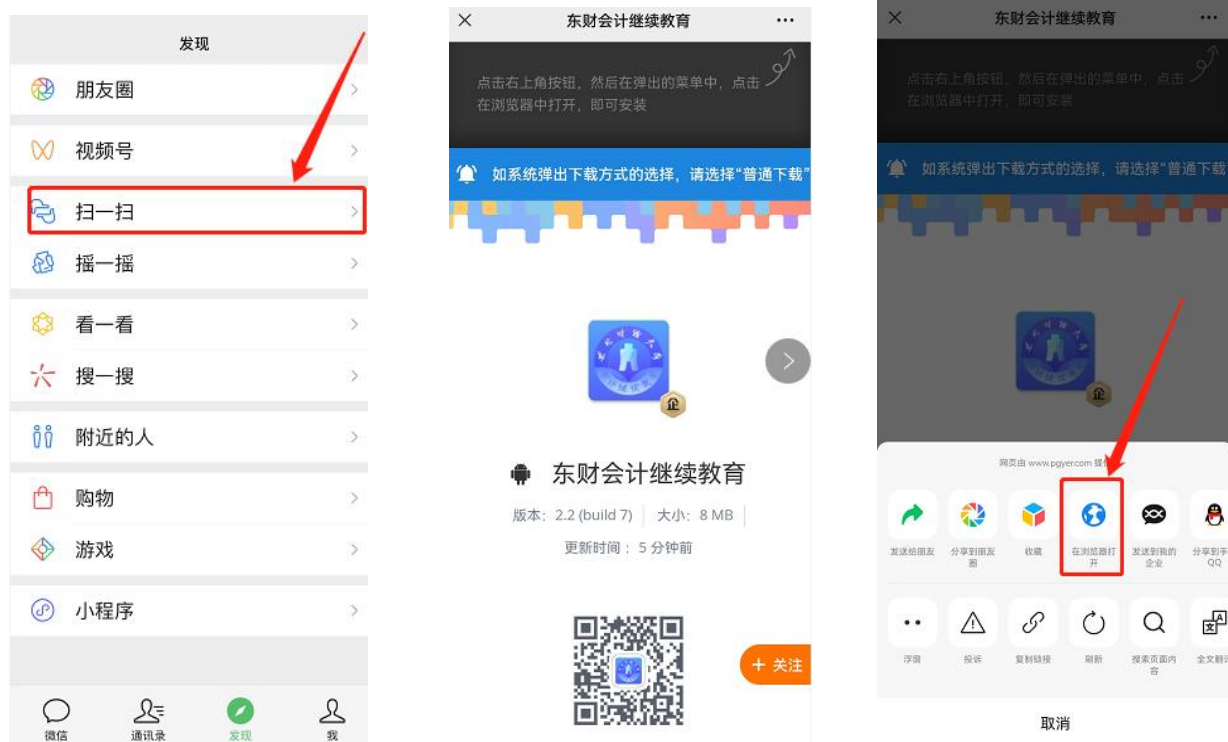 发现
朋友圈
视频号
扫一扫
摇一摇
看一看
搜一搜
附近的人
购物
游戏
小程序
微信
通讯录
发现
我
东财会计继续教育
点击右上角按钮，然后在弹出的菜单中，点击
在浏览器中打开，即可安装
如系统弹出下载方式的选择，请选择“普通下载”
企
东财会计继续教育
版本：2.2 (build 7)
大小：8 MB
更新时间：5 分钟前
+ 关注
东财会计继续教育
点击右上角按钮，然后在弹出的菜单中，点击
在浏览器中打开，即可安装
如系统弹出下载方式的选择，请选择“普通下载
企
网页由 www.pgyer.com 提
发送给朋友
分享到朋友
圈
收藏
在浏览器打
开
发送到我的
企业
分享到手
QQ
浮窗
投诉
复制链接
刷新
搜索页面内
容
全文翻译
取消